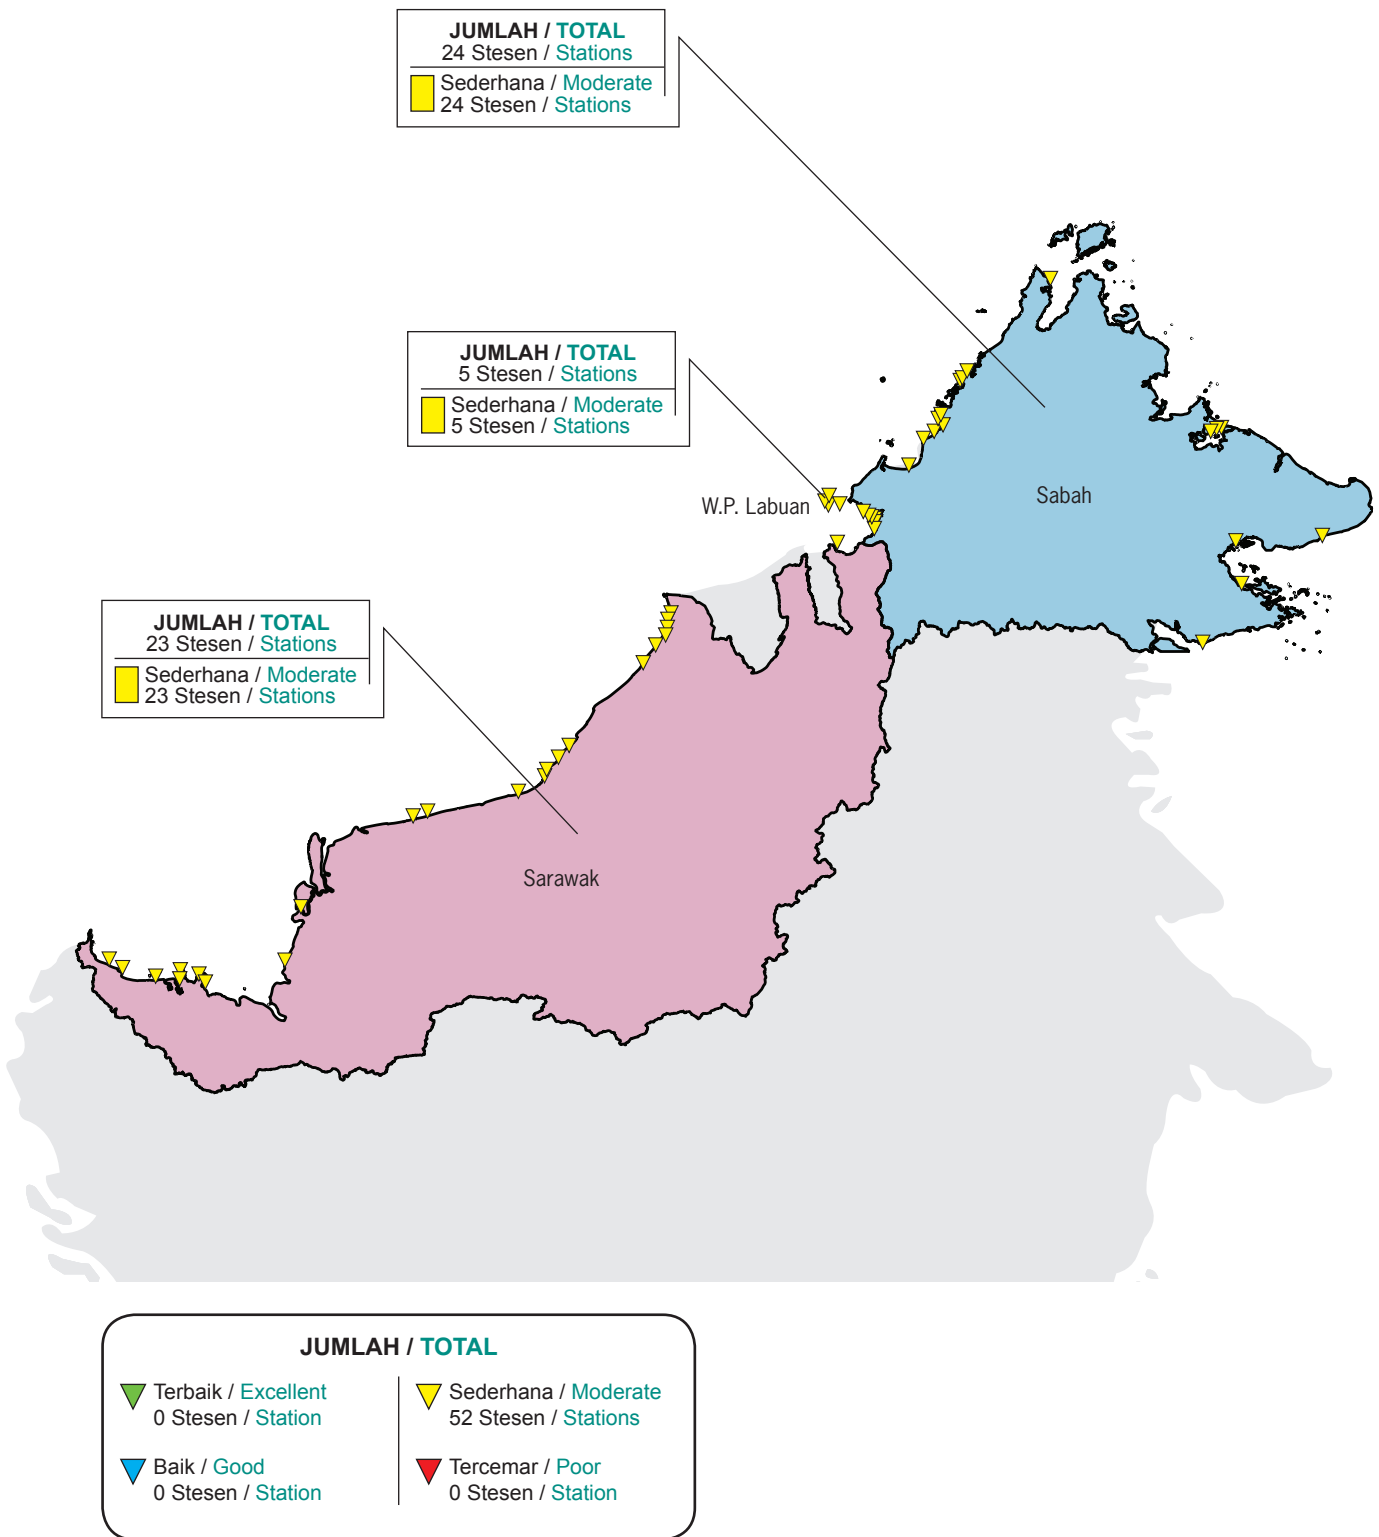 JUMLAH / TOTAL
24 Stesen / Stations
Sederhana / Moderate
24 Stesen / Stations
JUMLAH / TOTAL
5 Stesen / Stations
Sederhana / Moderate
5 Stesen / Stations
W.P. Labuan
Sabah
JUMLAH / TOTAL
23 Stesen / Stations
Sederhana / Moderate
23 Stesen / Stations
Sarawak
JUMLAH / TOTAL
Terbaik / Excellent
0 Stesen / Station
Baik / Good
0 Stesen / Station
Sederhana / Moderate
52 Stesen / Stations
Tercemar / Poor
0 Stesen / Station